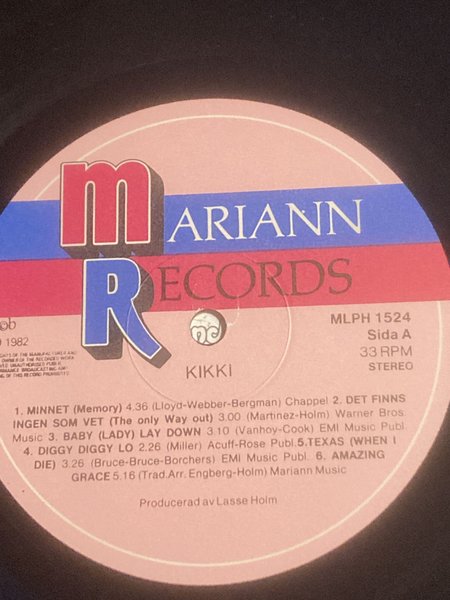 MARIANN
RECORDS
ncb
1982
MLPH 1524
Sida A
33 RPM
STEREO
KIKKI
1. MINNET (Memory) 4.36 (Lloyd-Webber-Bergman) Chappel 2. DET FINNS
INGEN SOM VET (The only Way out) 3.00 (Martinez-Holm) Warner Bros.
Music 3. BABY (LADY) LAY DOWN 3.10 (Vanhoy-Cook) EMI Music Publ.
4. DIGGY DIGGY LO 2.26 (Miller) Acuff-Rose Publ. 5.TEXAS (WHEN I
DIE) 3.26 (Bruce-Bruce-Borchers) EMI Music Publ. 6. AMAZING
GRACE 5.16 (Trad.Arr. Engberg-Holm) Mariann Music
Producerad av Lasse Holm